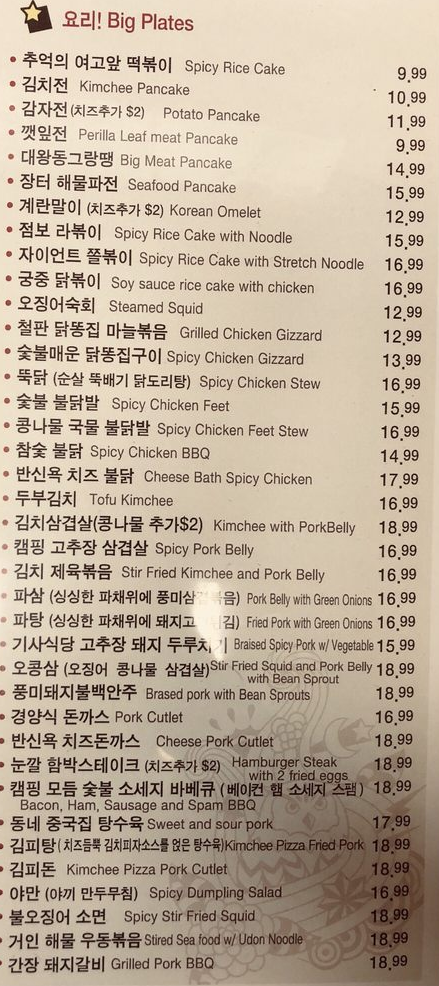 요리! Big Plates
• 추억의 여고앞 떡볶이 Spicy Rice Cake 9.99
• 김치전 Kimchee Pancake 10.99
• 감자전 (치즈추가 $2) Potato Pancake 11.99
• 깻잎전 Perilla Leaf meat Pancake 9.99
• 대왕동그랑땡 Big Meat Pancake 14.99
• 장터 해물파전 Seafood Pancake 15.99
• 계란말이 (치즈추가 $2) Korean Omelet 12.99
• 점보 라볶이 Spicy Rice Cake with Noodle 15.99
• 자이언트 쫄볶이 Spicy Rice Cake with Stretch Noodle 16.99
• 궁중 닭볶이 Soy sauce rice cake with chicken 16.99
• 오징어숙회 Steamed Squid 12.99
• 철판 닭똥집 마늘볶음 Grilled Chicken Gizzard 12.99
• 숯불매운 닭똥집구이 Spicy Chicken Gizzard 13.99
• 뚝닭 (순살 뚝배기 닭도리탕) Spicy Chicken Stew 16.99
• 숯불 불닭발 Spicy Chicken Feet 15.99
• 콩나물 국물 불닭발 Spicy Chicken Feet Stew 16.99
• 참숯 불닭 Spicy Chicken BBQ 14.99
• 반신욕 치즈 불닭 Cheese Bath Spicy Chicken 17.99
• 두부김치 Tofu Kimchee 16.99
• 김치삼겹살(콩나물 추가$2) Kimchee with PorkBelly 18.99
• 캠핑 고추장 삼겹살 Spicy Pork Belly 16.99
• 김치 제육볶음 Stir Fried Kimchee and Pork Belly 16.99
• 파삼 (싱싱한 파채위에 풍미삼겹볶음) Pork Belly with Green Onions 16.99
• 파탕 (싱싱한 파채위에 돼지고 김) Fried Pork with Green Onions 16.99
• 기사식당 고추장 돼지 두루치기 Braised Spicy Pork w/ Vegetable 15.99
• 오콩삼 (오징어 콩나물 삼겹살) Stir Fried Squid and Pork Belly 18.99
with Bean Sprout
• 풍미돼지불백안주 Brased pork with Bean Sprouts 18.99
• 경양식 돈까스 Pork Cutlet 16.99
• 반신욕 치즈돈까스 Cheese Pork Cutlet 18.99
• 눈깔 함박스테이크 (치즈추가 $2) Hamburger Steak 18.99
with 2 fried eggs
• 캠핑 모듬 숯불 소세지 바베큐 (베이컨 햄 소세지 스팸) 18.99
Bacon, Ham, Sausage and Spam BBQ
• 동네 중국집 탕수육 Sweet and sour pork 17.99
• 김피탕 (치즈듬뿍 김치피자소스를 얹은 탕수육)Kimchee Pizza Fried Pork 18.99
• 김피돈 Kimchee Pizza Pork Cutlet 18.99
• 야만 (야끼 만두무침) Spicy Dumpling Salad 16.99
• 불오징어 소면 Spicy Stir Fried Squid 18.99
• 거인 해물 우동볶음 Stired Sea food w/ Udon Noodle 18.99
• 간장 돼지갈비 Grilled Pork BBQ 18.99